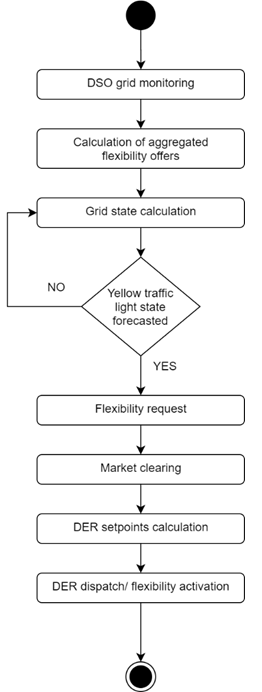 DSO grid monitoring
Calculation of aggregated
flexibility offers
Grid state calculation
NO
Yellow traffic
light state
forecasted
YES
Flexibility request
Market clearing
DER setpoints calculation
DER dispatch/ flexibility activation